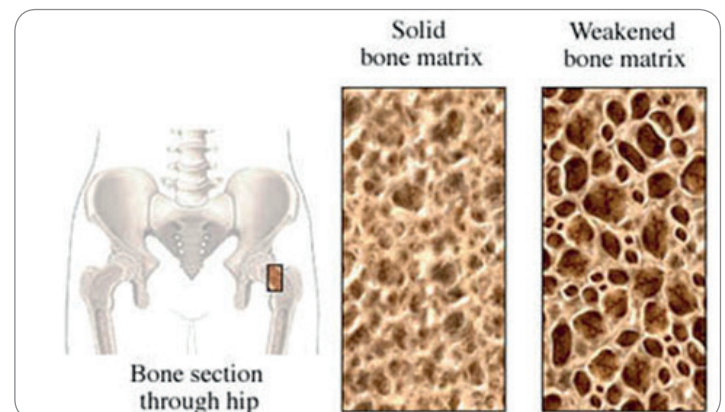 Solid
bone matrix
Weakened
bone matrix
Bone section
through hip